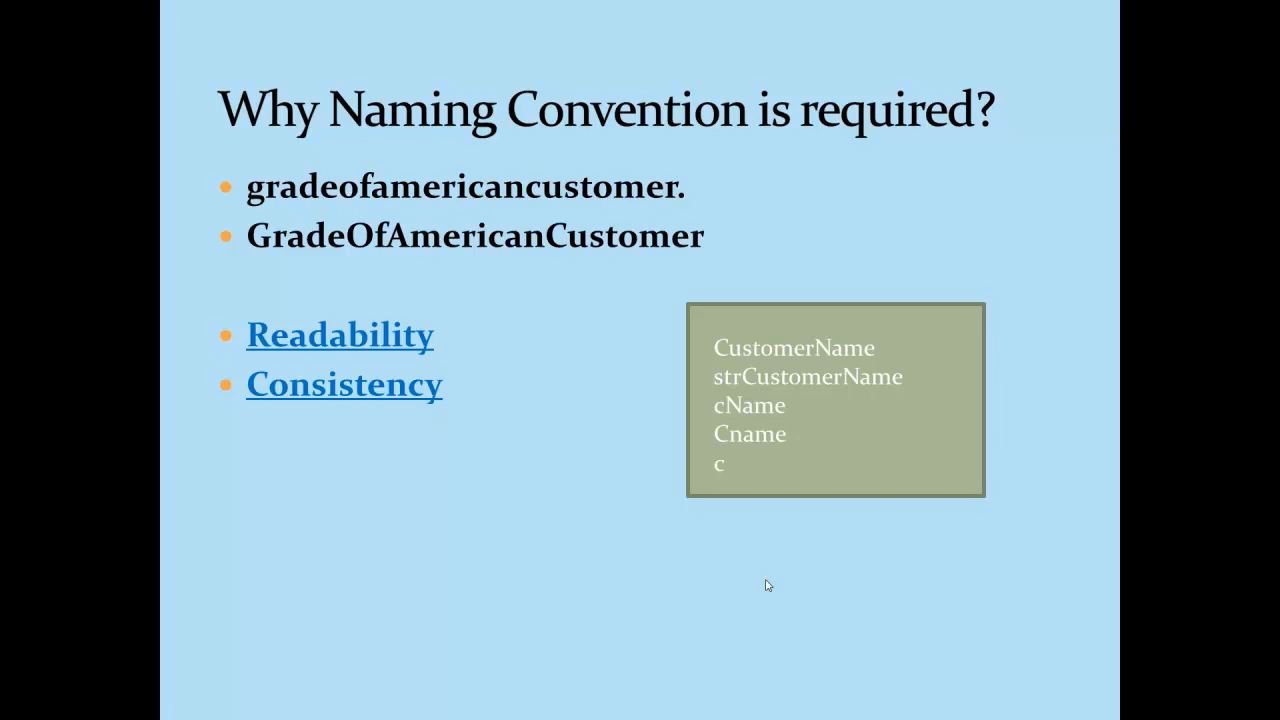 Why Naming Convention is required?
gradeofamericancustomer.
GradeOfAmericanCustomer
Readability
Consistency
CustomerName
strCustomerName
cName
Cname
c